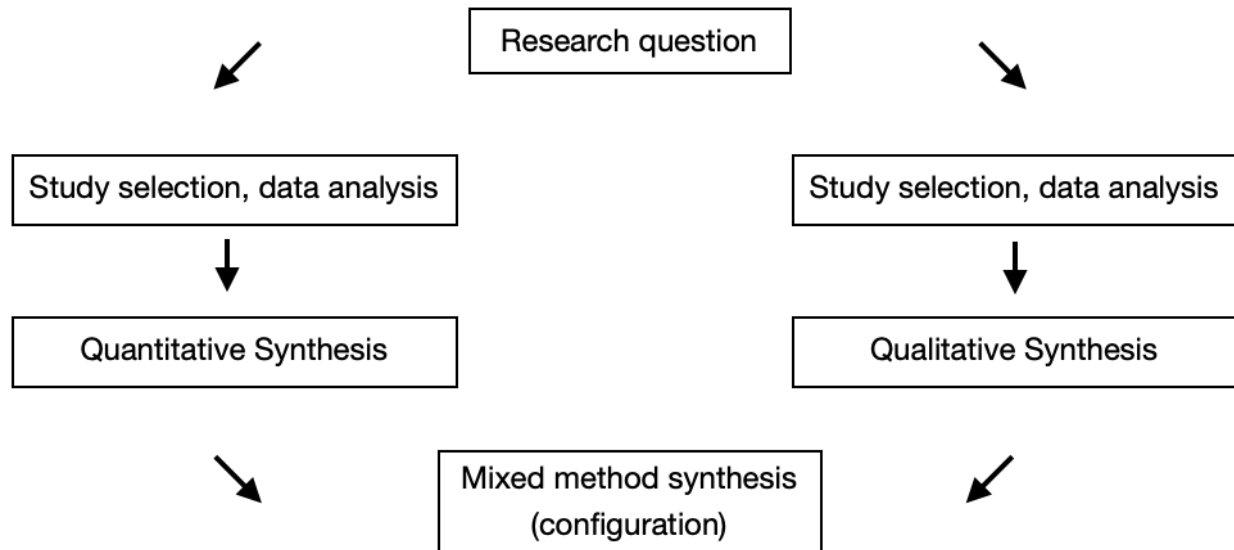 Research question
Study selection, data analysis
Study selection, data analysis
Quantitative Synthesis
Qualitative Synthesis
Mixed method synthesis
(configuration)